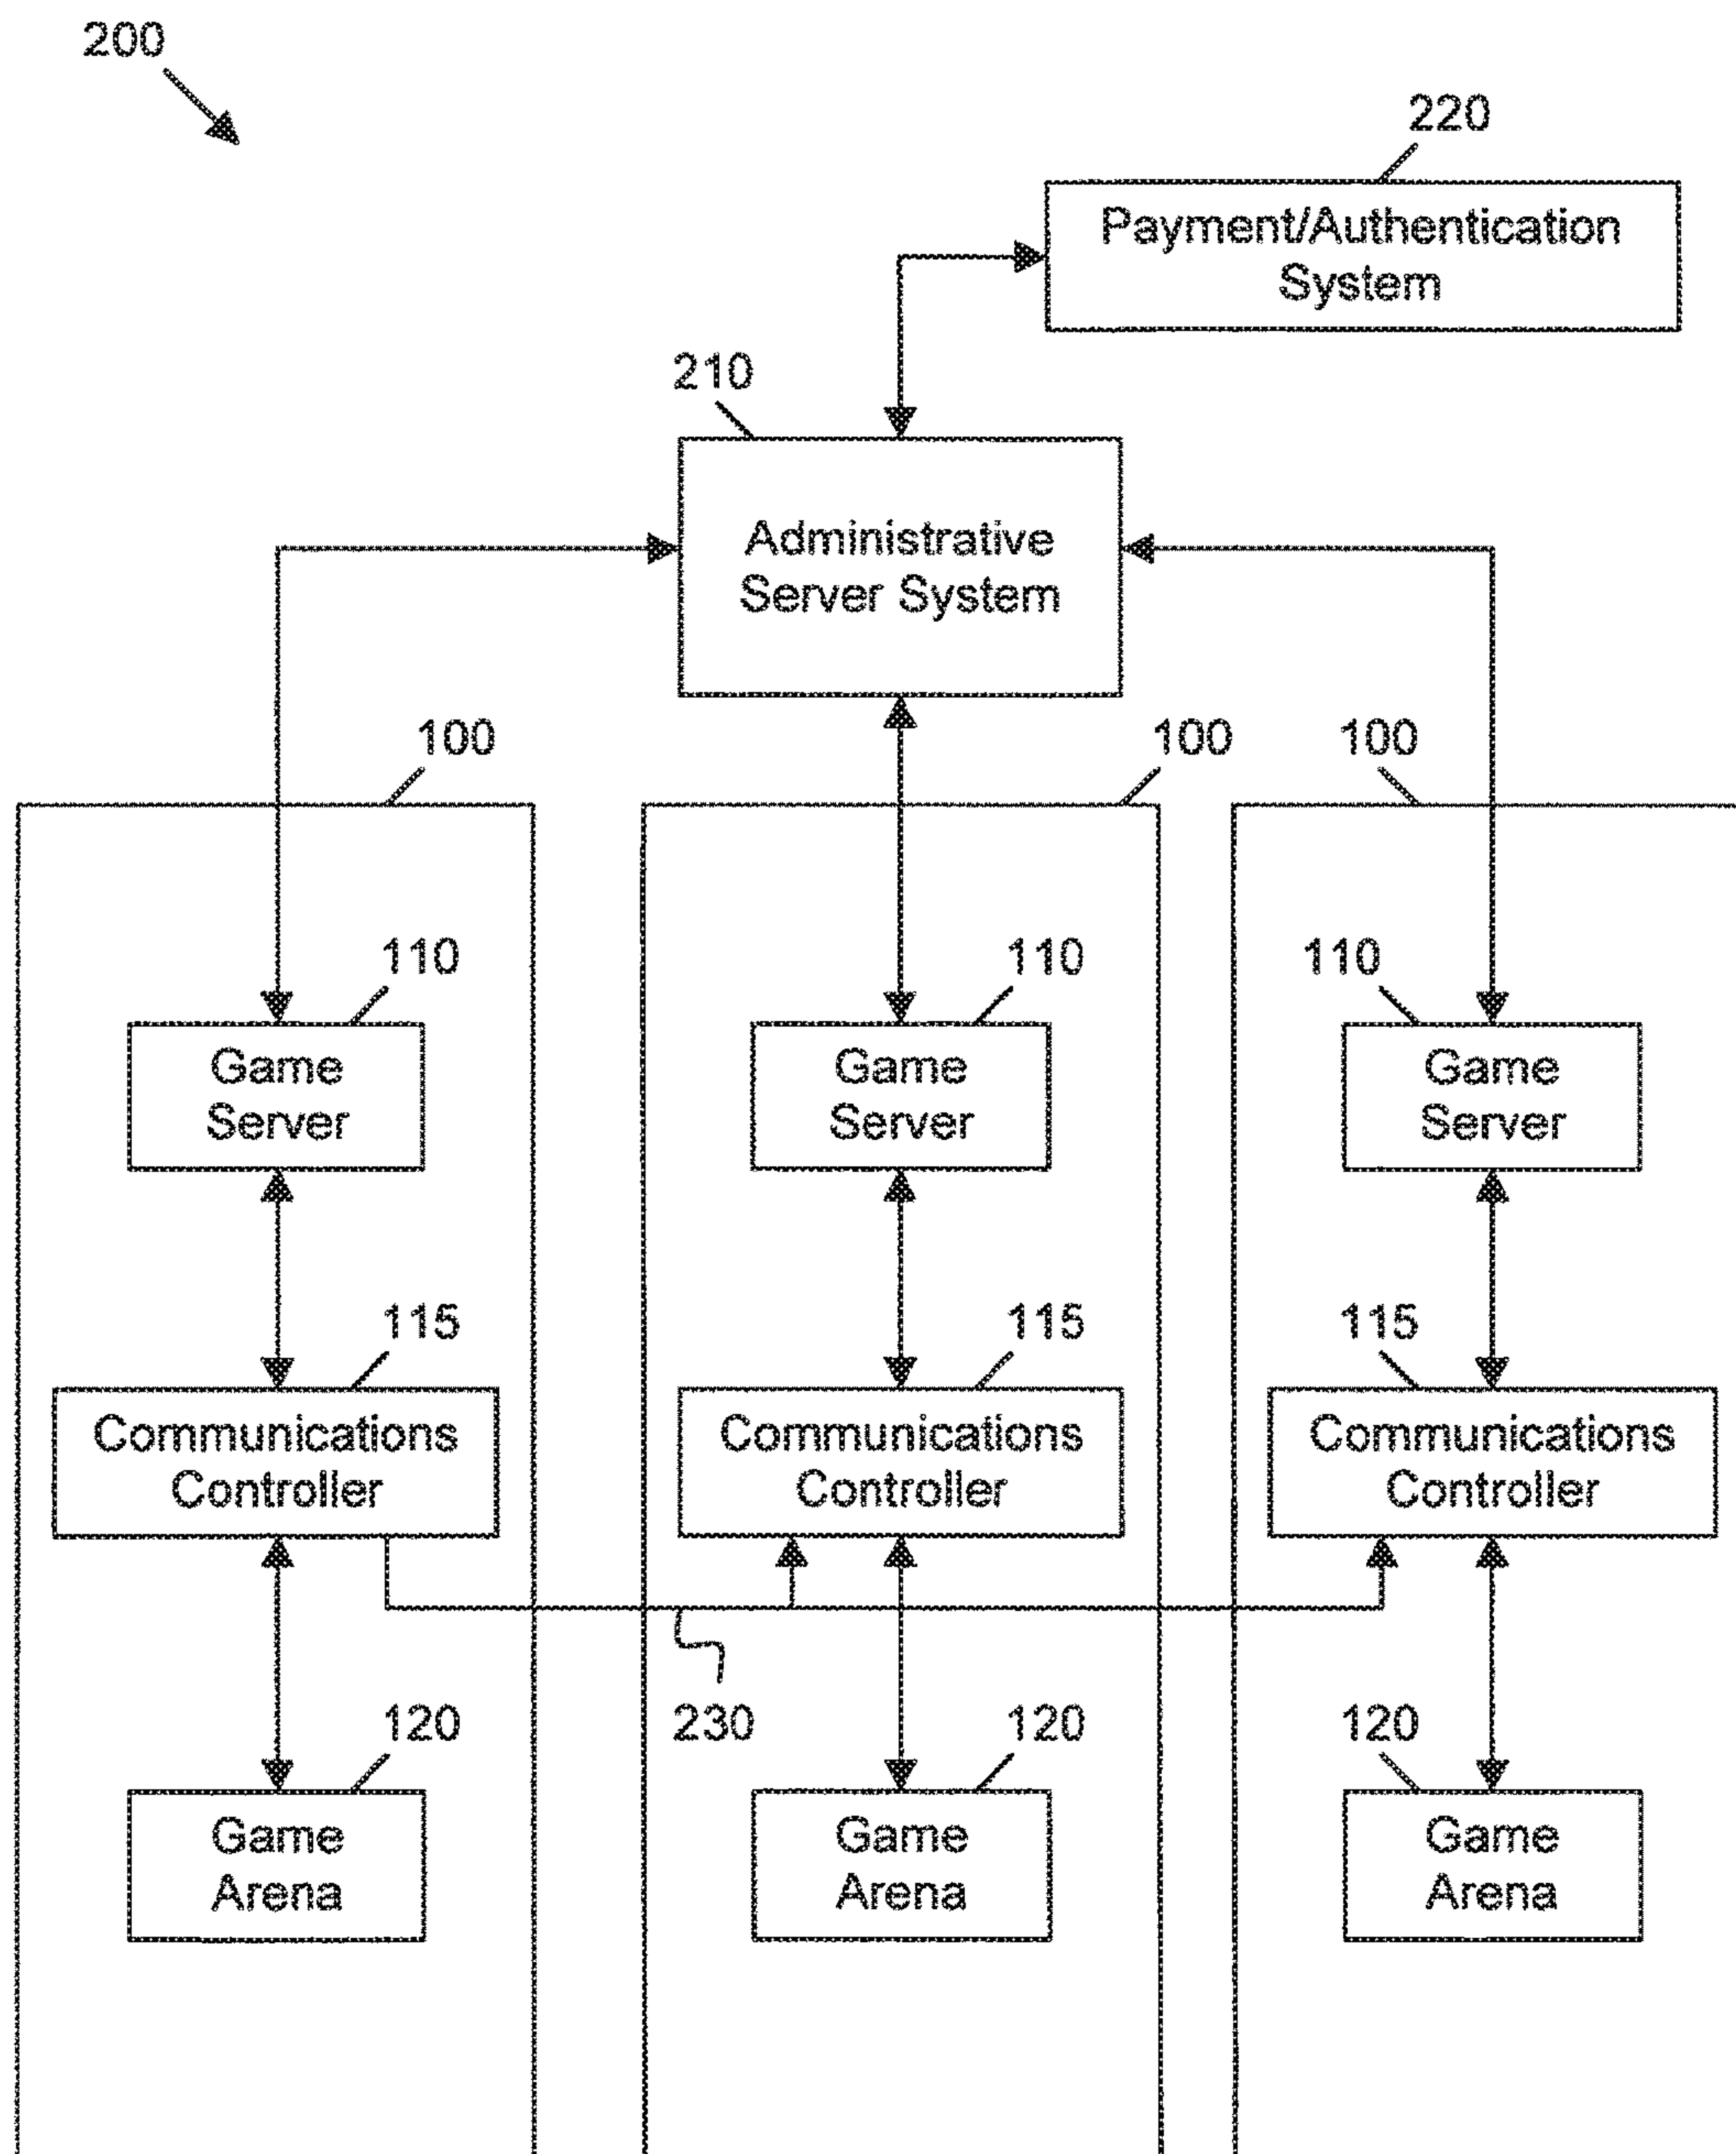 200
220
Payment/Authentication
System
210
Administrative
Server System
100
100
100
110
110
110
Game
Server
Game
Server
Game
Server
115
115
115
Communications
Controller
Communications
Controller
Communications
Controller
230
120
120
120
Game
Arena
Game
Arena
Game
Arena